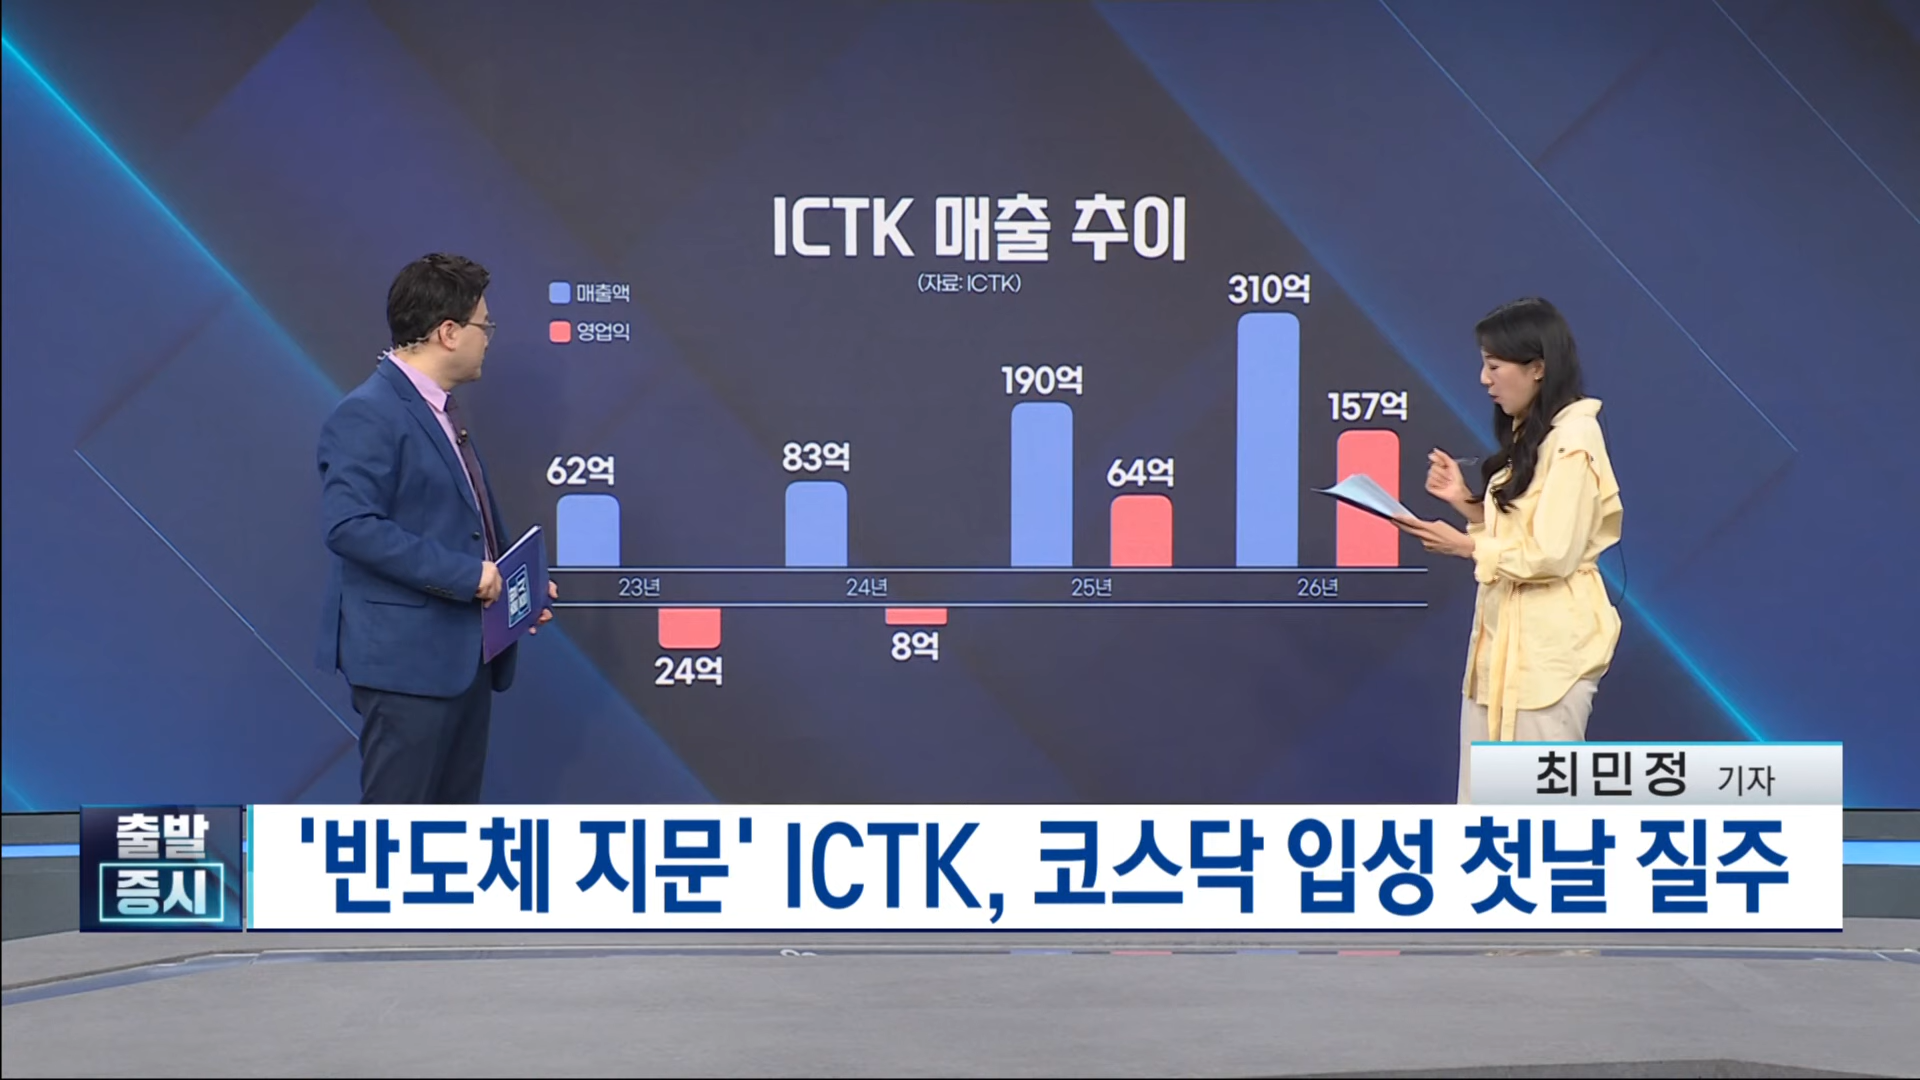 ICTK 매출 추이
(자료:ICTK)
매출액
영업익
62억
83억
190억
64억
310억
157억
23년
24년
25년
26년
24억
8억
최민정 기자
출발
증시
'반도체 지문' ICTK, 코스닥 입성 첫날 질주